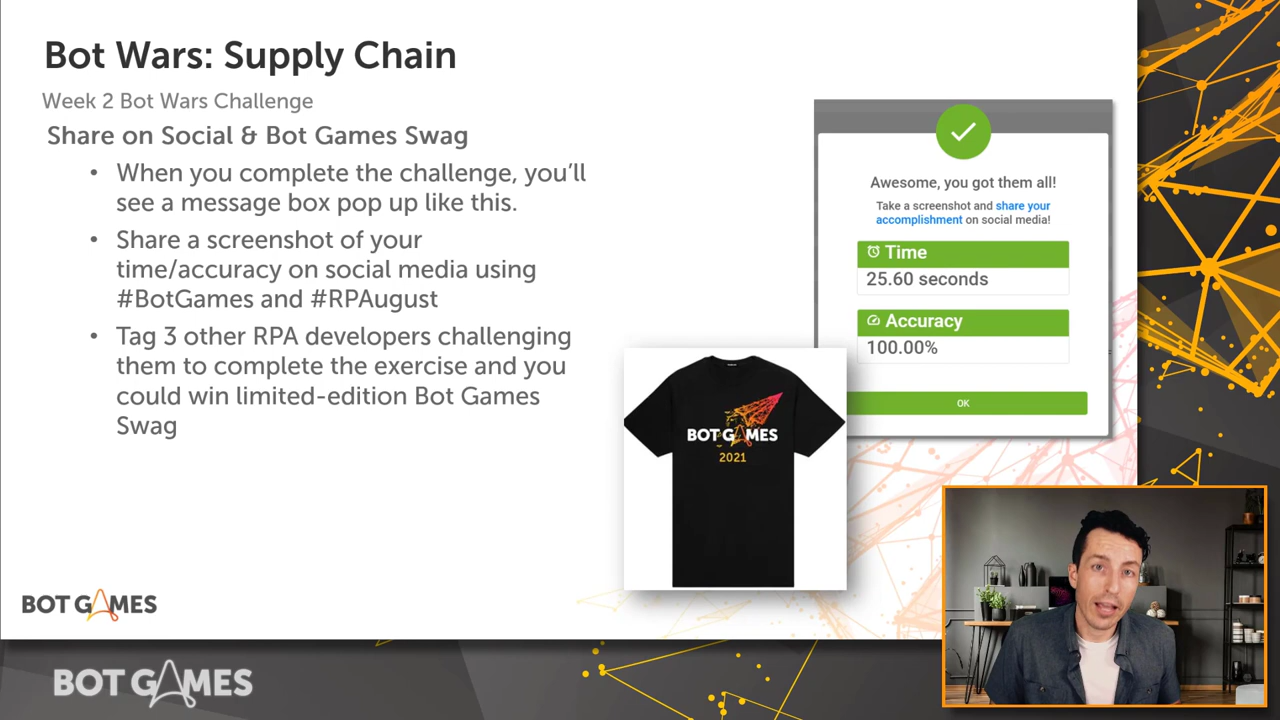 Bot Wars: Supply Chain
Week 2 Bot Wars Challenge
Share on Social & Bot Games Swag
• When you complete the challenge, you’ll
see a message box pop up like this.
• Share a screenshot of your
time/accuracy on social media using
#BotGames and #RPAugust
• Tag 3 other RPA developers challenging
them to complete the exercise and you
could win limited-edition Bot Games
Swag
Awesome, you got them all!
Take a screenshot and share your
accomplishment on social media!
Time
25.60 seconds
Accuracy
100.00%
OK
BOT GAMES
2021
BOT GAMES
BOT GAMES